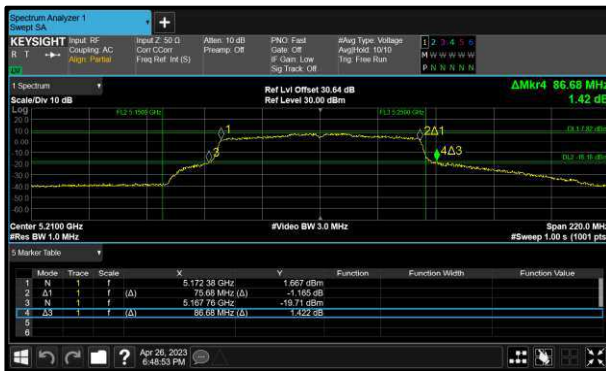 Spectrum Analyzer 1
Swept SA
KEYSIGHT Input: RF Input Z: 50 Ω Atten: 10 dB PNO: Fast #Avg Type: Voltage 1 2 3 4 5 6
R T Coupling: AC Corr CCorr Preamp: Off Gate: Off Avg|Hold: 10/10 M W W W W W
Align: Partial Freq Ref: Int (S) IF Gain: Low Trig: Free Run P N N N N N
Sig Track: Off
1 Spectrum Ref Lvl Offset 30.64 dB ΔMkr4 86.68 MHz
Scale/Div 10 dB Ref Level 30.00 dBm 1.42 dB
Log
20.0
10.0
0.00
-10.0
-20.0
-30.0
-40.0
-50.0
-60.0
1
3
2Δ1
4Δ3
Center 5.2100 GHz #Video BW 3.0 MHz Span 220.0 MHz
#Res BW 1.0 MHz #Sweep 1.00 s (1001 pts)
5 Marker Table
Mode Trace Scale X Y Function Function Width Function Value
1 N 1 f 5.172 38 GHz 1.667 dBm
2 Δ1 1 f (Δ) 75.68 MHz (Δ) -1.165 dB
3 N 1 f 5.167 76 GHz -19.71 dBm
4 Δ3 1 f (Δ) 86.68 MHz (Δ) 1.422 dB
5
6
? Apr 26, 2023
6:48:53 PM